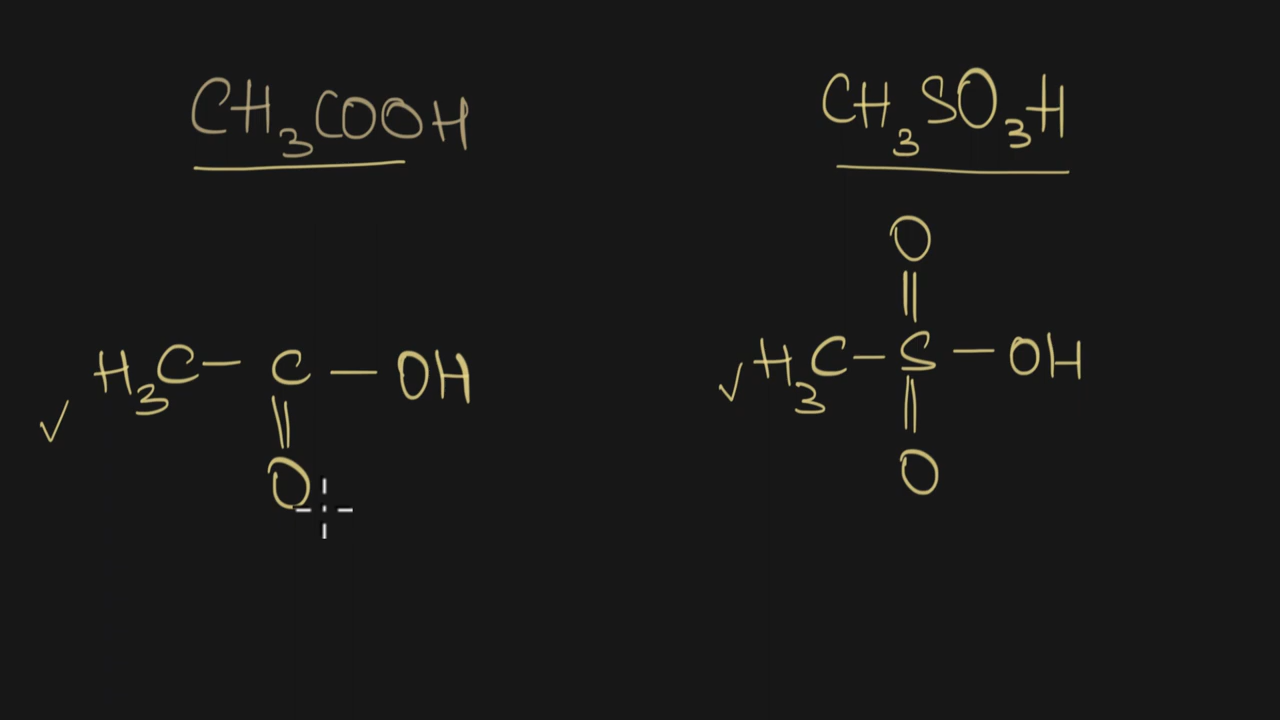 CH₃COOH
CH₃SO₃H
O
||
H₃C–C–OH
✓
||
O
✓ H₃C–S–OH
||
O